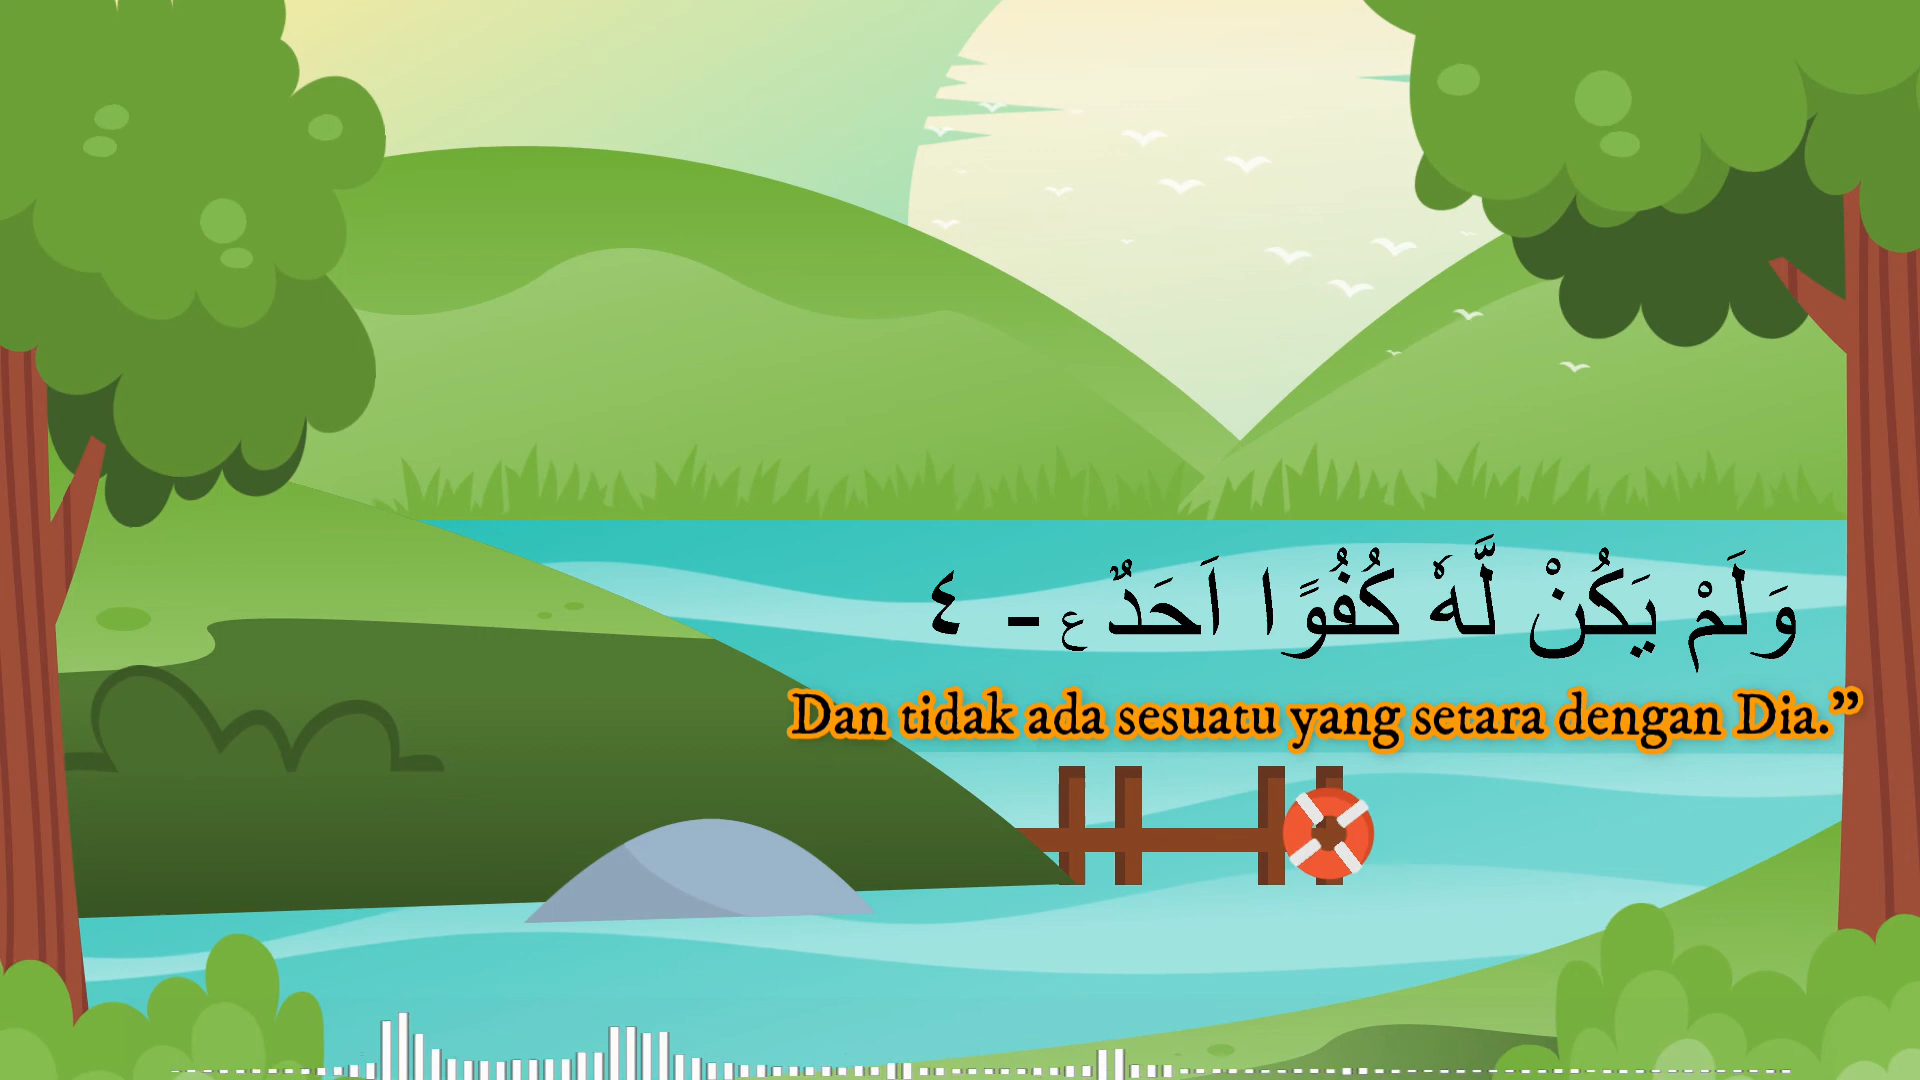 وَلَمْ يَكُنْ لَّهٗ كُفُوًا اَحَدٌ ࣖ - ٤
Dan tidak ada sesuatu yang setara dengan Dia.”